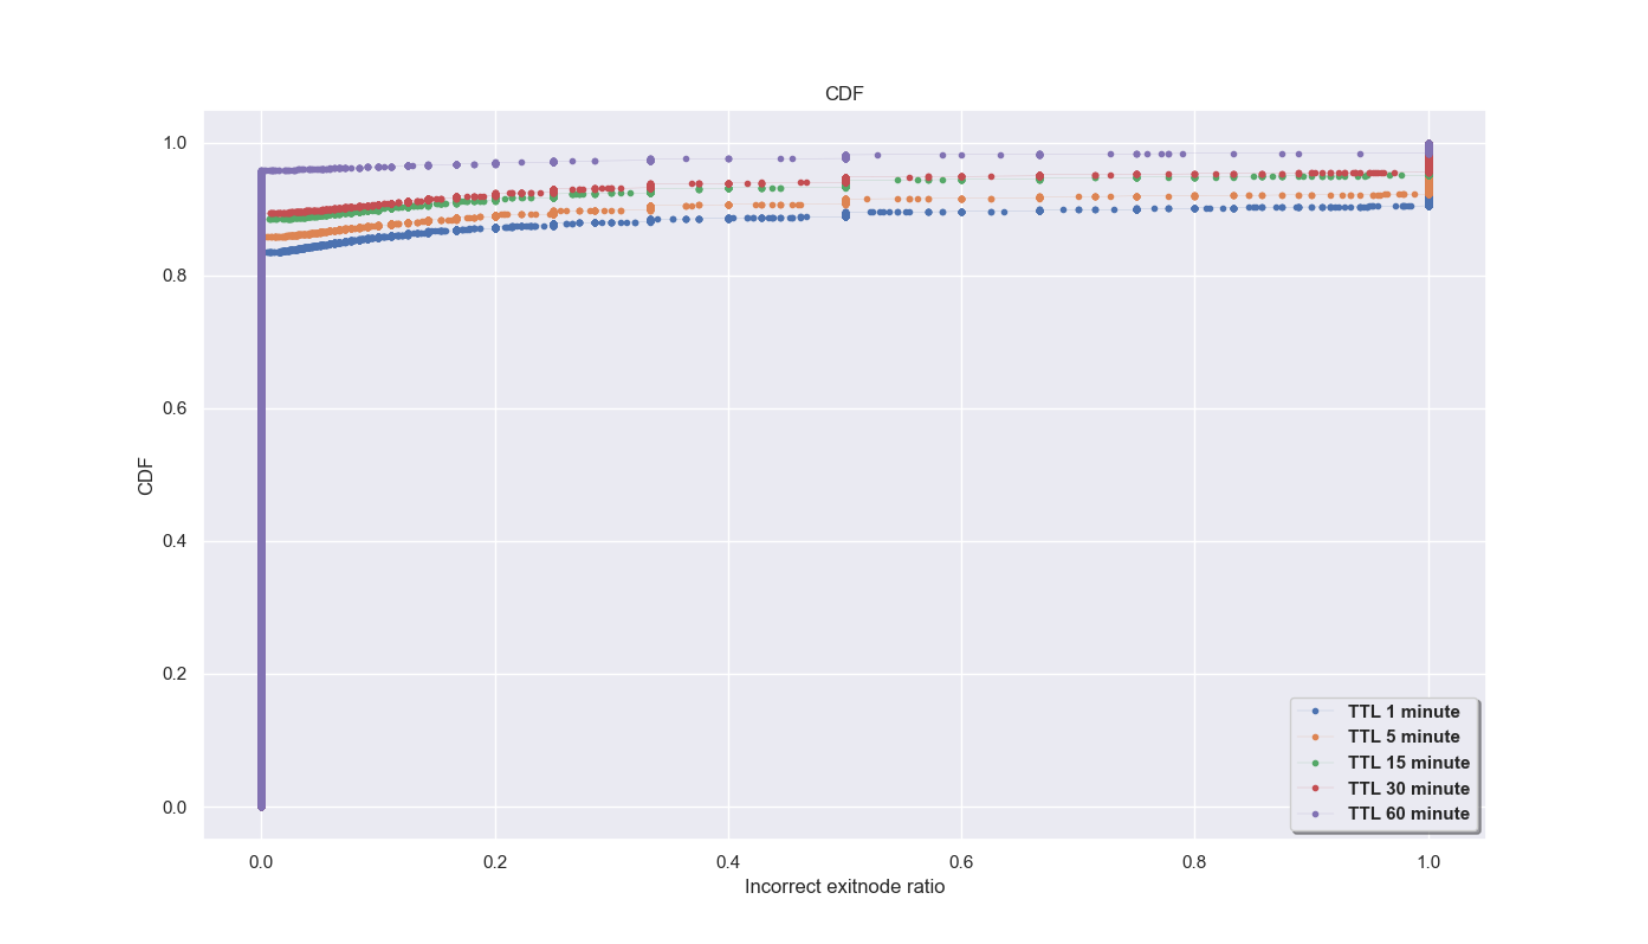 CDF
1.0
0.8
0.6
0.4
0.2
0.0
CDF
0.0 0.2 0.4 0.6 0.8 1.0
Incorrect exitnode ratio
TTL 1 minute
TTL 5 minute
TTL 15 minute
TTL 30 minute
TTL 60 minute